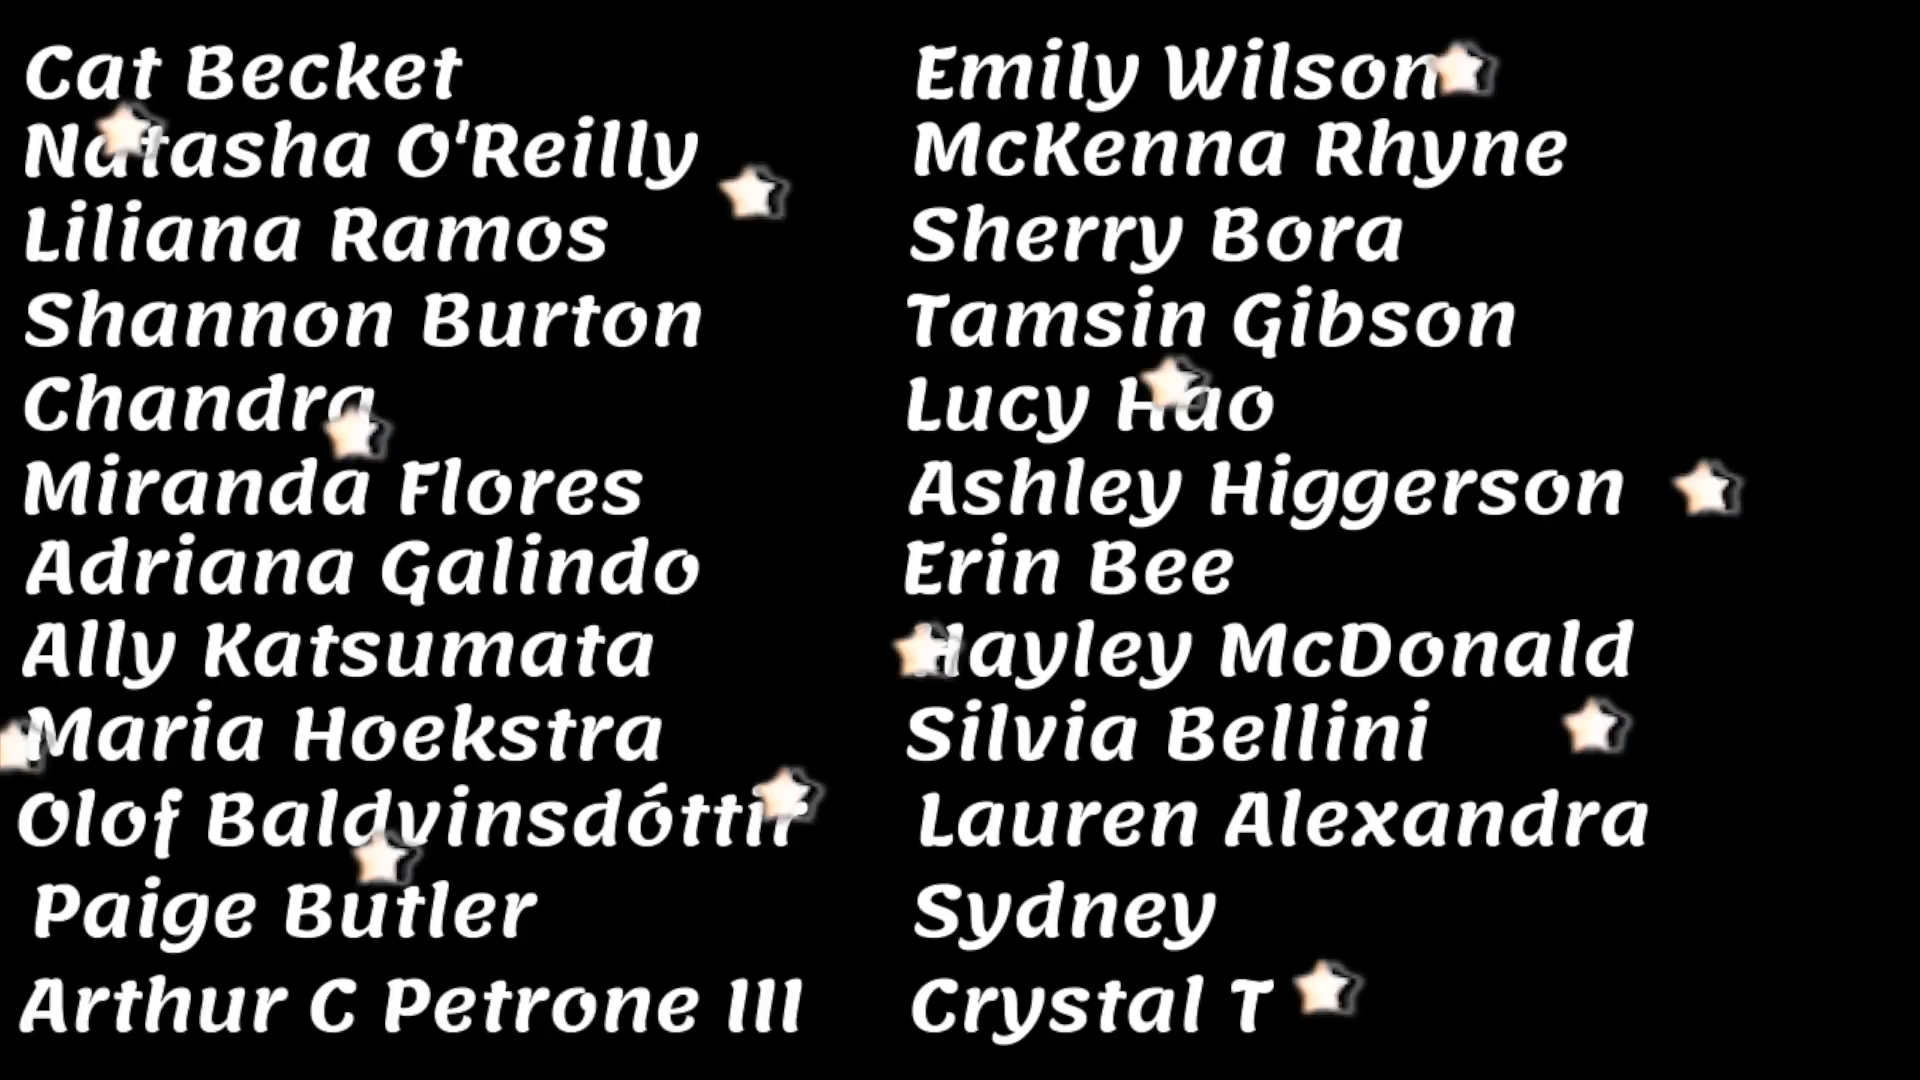 Cat Becket
Natasha O'Reilly
Liliana Ramos
Shannon Burton
Chandra
Miranda Flores
Adriana Galindo
Ally Katsumata
Maria Hoekstra
Olof Baldvinsdóttir
Paige Butler
Arthur C Petrone III
Emily Wilson
McKenna Rhyne
Sherry Bora
Tamsin Gibson
Lucy Hao
Ashley Higgerson
Erin Bee
Hayley McDonald
Silvia Bellini
Lauren Alexandra
Sydney
Crystal T